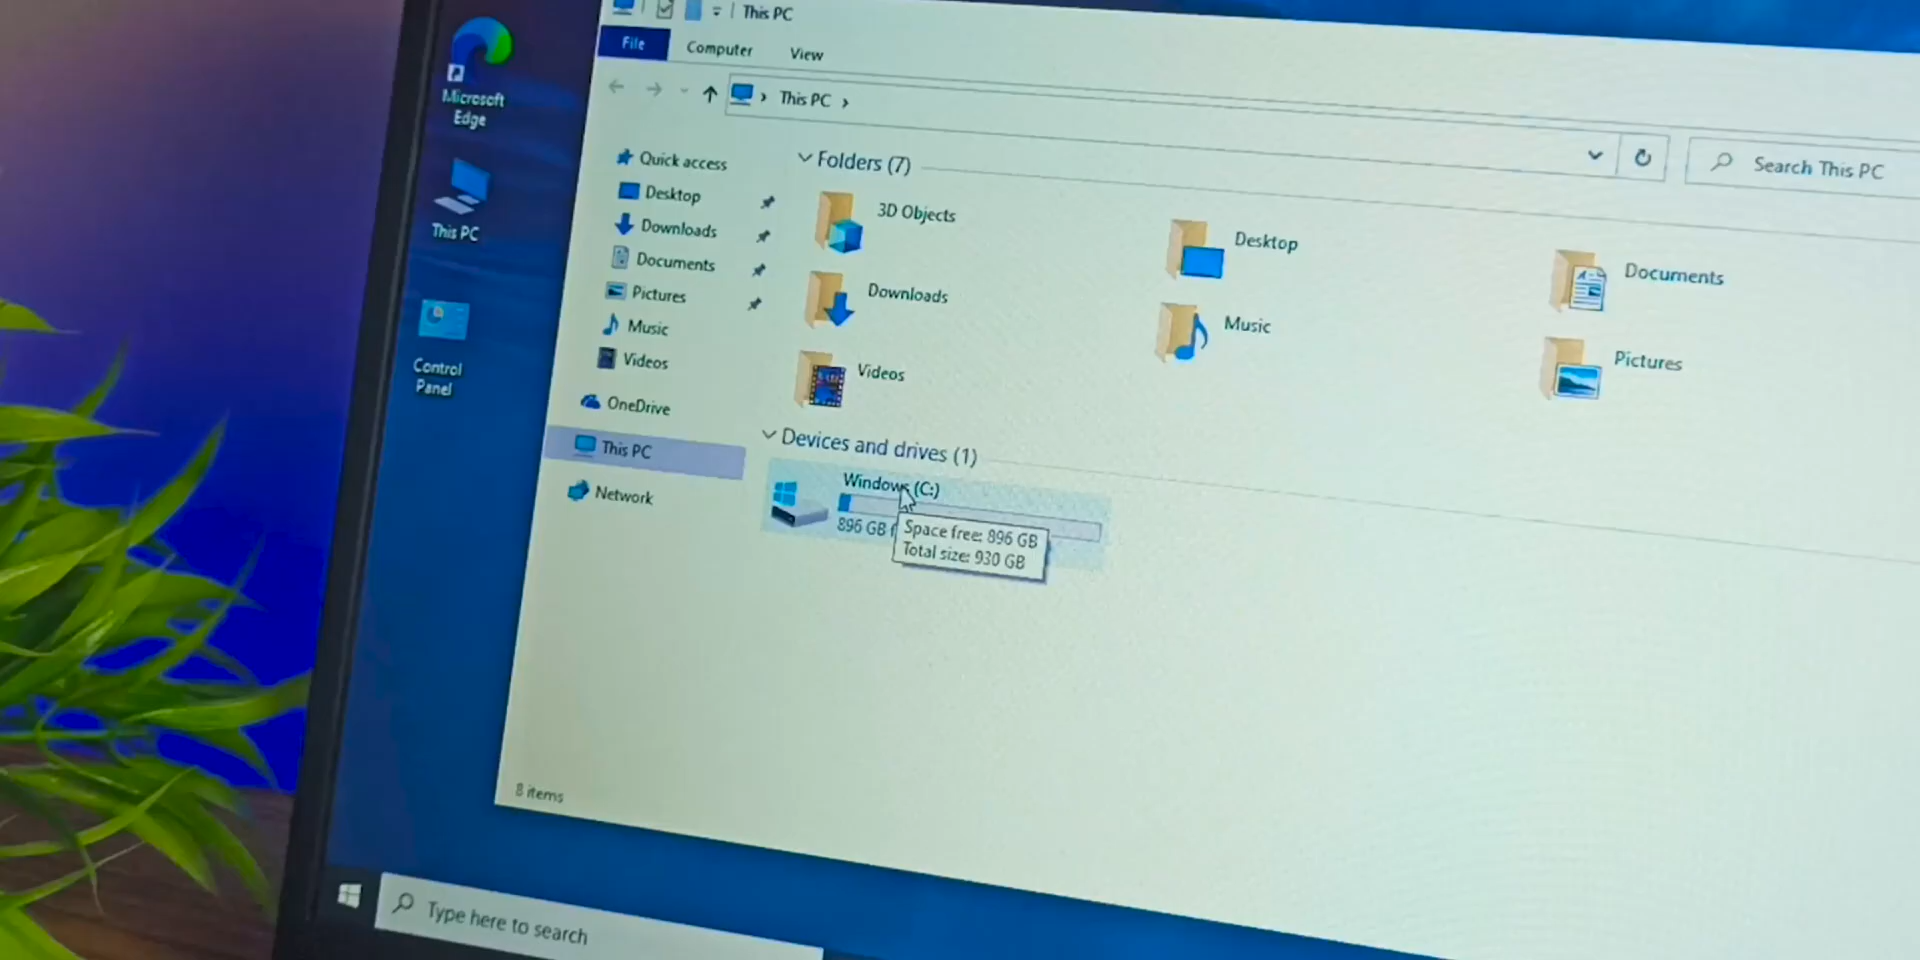 This PC
File
Computer
View
This PC
Search This PC
Microsoft
Edge
This PC
Control
Panel
Quick access
Desktop
Downloads
Documents
Pictures
Music
Videos
OneDrive
This PC
Network
Folders (7)
3D Objects
Desktop
Documents
Downloads
Music
Pictures
Videos
Devices and drives (1)
Windows (C:)
896 GB
Space free: 896 GB
Total size: 930 GB
8 items
Type here to search